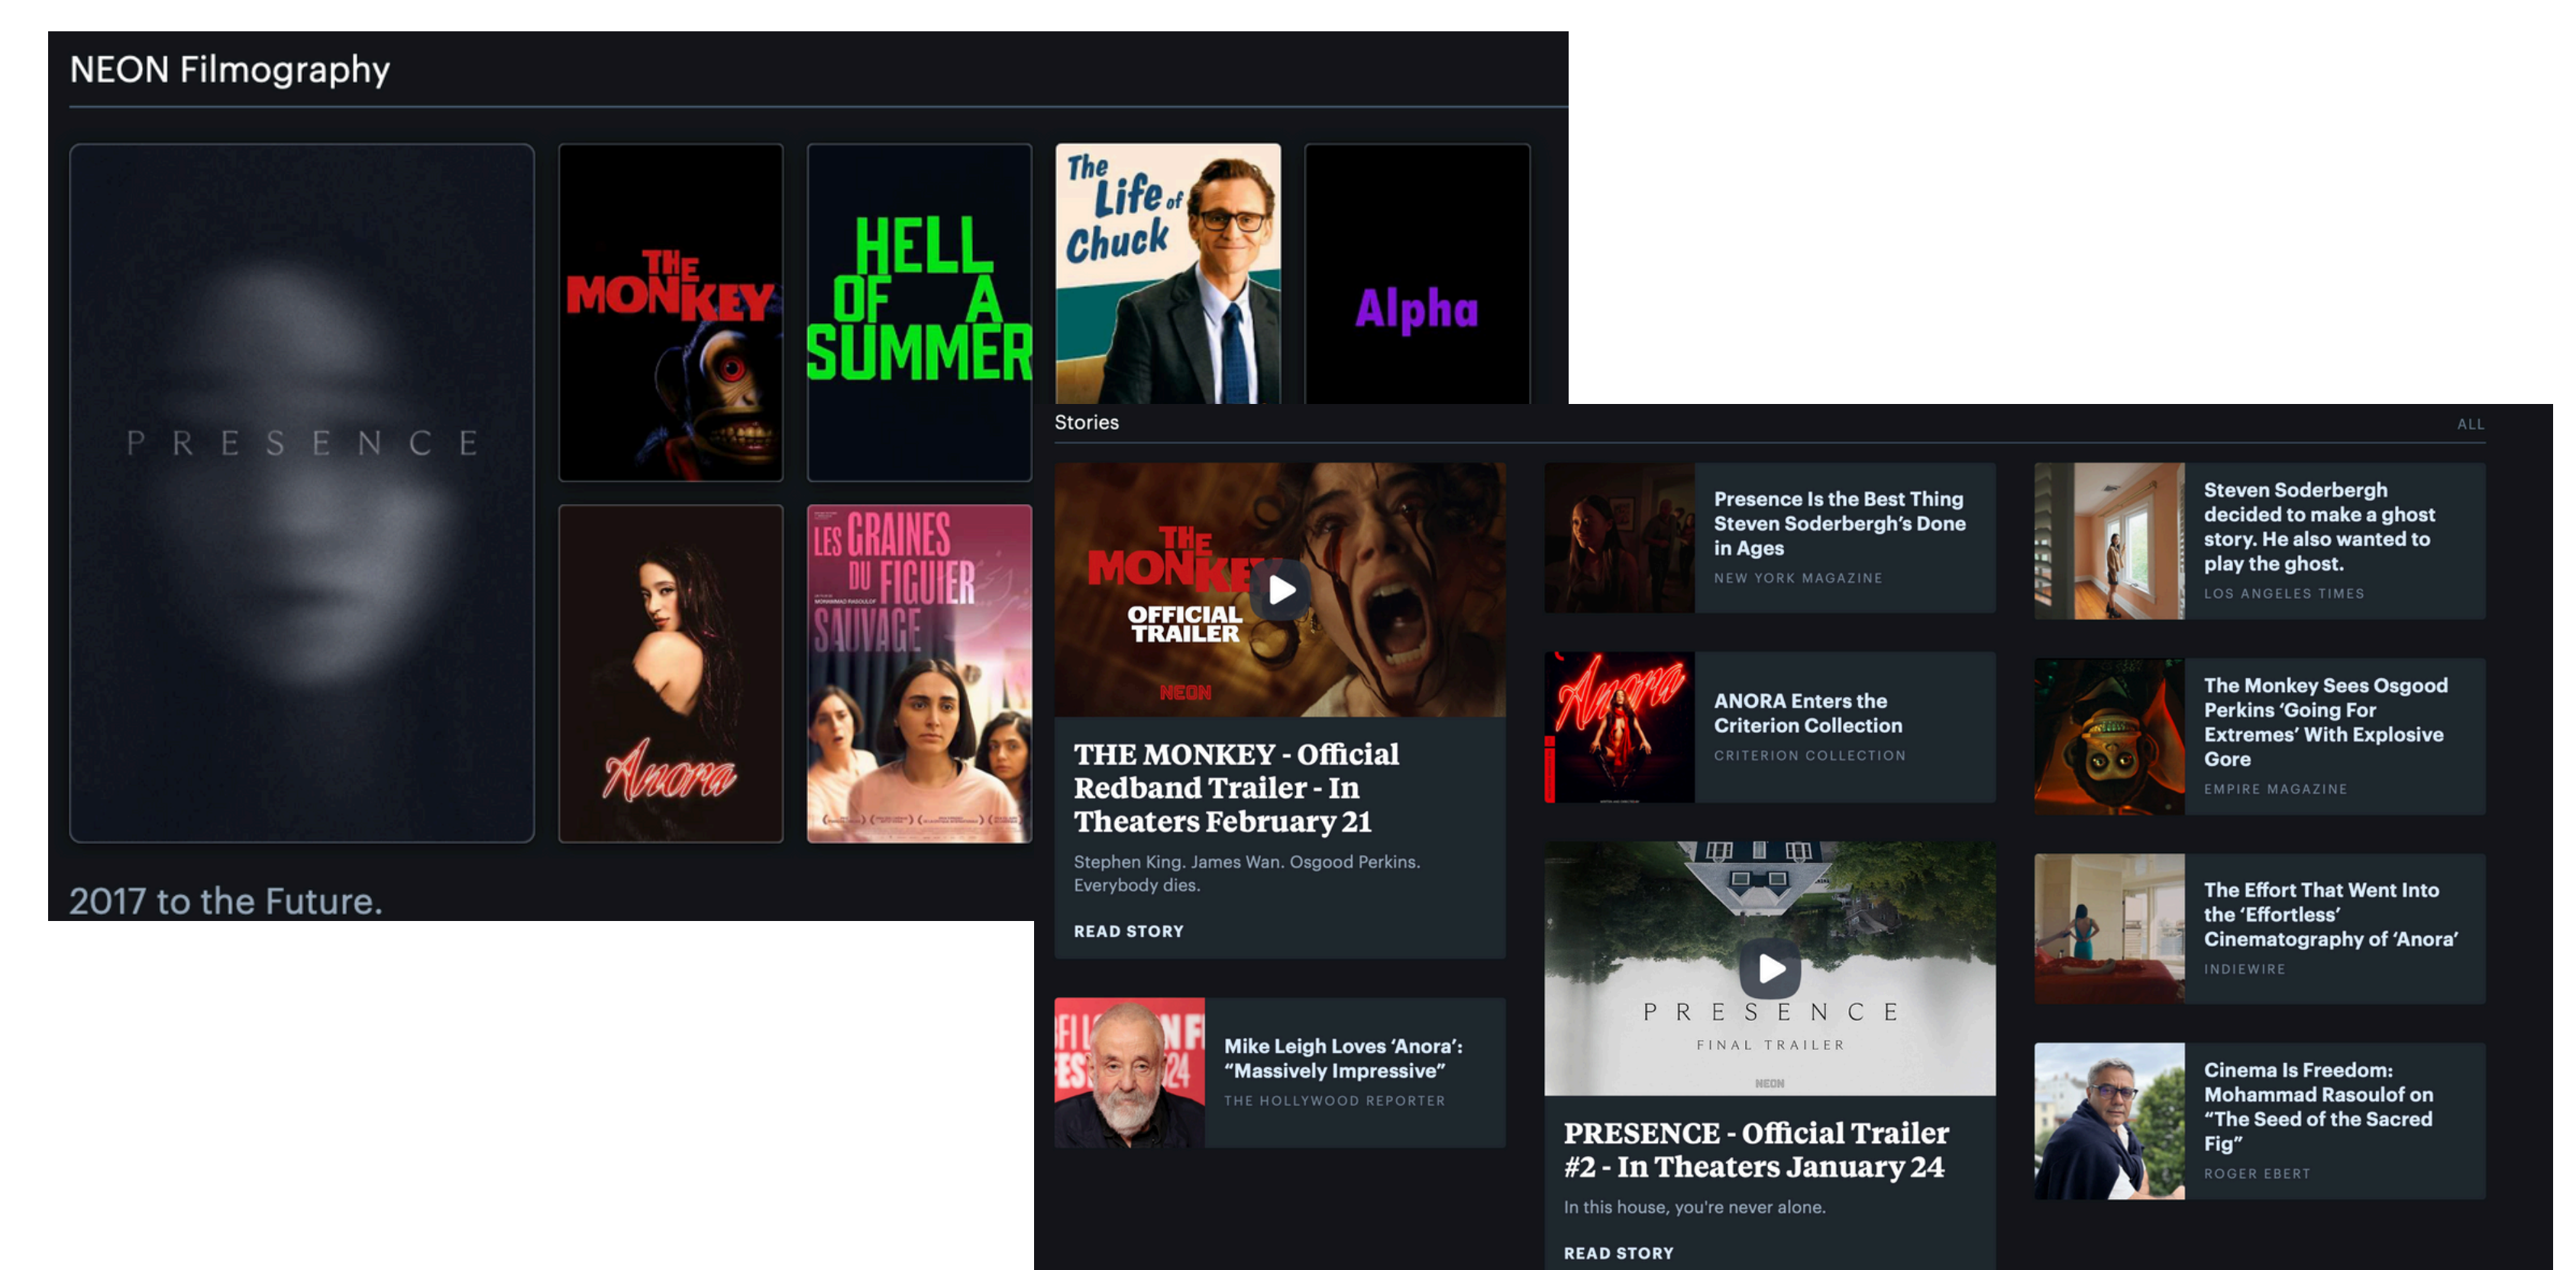 NEON Filmography
PRESENCE
THE
MONKEY
HELL
OF A
SUMMER
The
Life of
Chuck
Alpha
Anora
LES GRAINES
DU FIGUIER
MOHAMMAD RASOULOF
SAUVAGE
2017 to the Future.
Stories
ALL
THE
MONKEY
OFFICIAL
TRAILER
NEON
THE MONKEY - Official
Redband Trailer - In
Theaters February 21
Stephen King. James Wan. Osgood Perkins.
Everybody dies.
READ STORY
24
Mike Leigh Loves ‘Anora’:
“Massively Impressive”
THE HOLLYWOOD REPORTER
Presence Is the Best Thing
Steven Soderbergh’s Done
in Ages
NEW YORK MAGAZINE
Anora
ANORA Enters the
Criterion Collection
CRITERION COLLECTION
PRESENCE
FINAL TRAILER
NEON
PRESENCE - Official Trailer
#2 - In Theaters January 24
In this house, you're never alone.
READ STORY
Steven Soderbergh
decided to make a ghost
story. He also wanted to
play the ghost.
LOS ANGELES TIMES
The Monkey Sees Osgood
Perkins ‘Going For
Extremes’ With Explosive
Gore
EMPIRE MAGAZINE
The Effort That Went Into
the ‘Effortless’
Cinematography of ‘Anora’
INDIEWIRE
Cinema Is Freedom:
Mohammad Rasoulof on
“The Seed of the Sacred
Fig”
ROGER EBERT